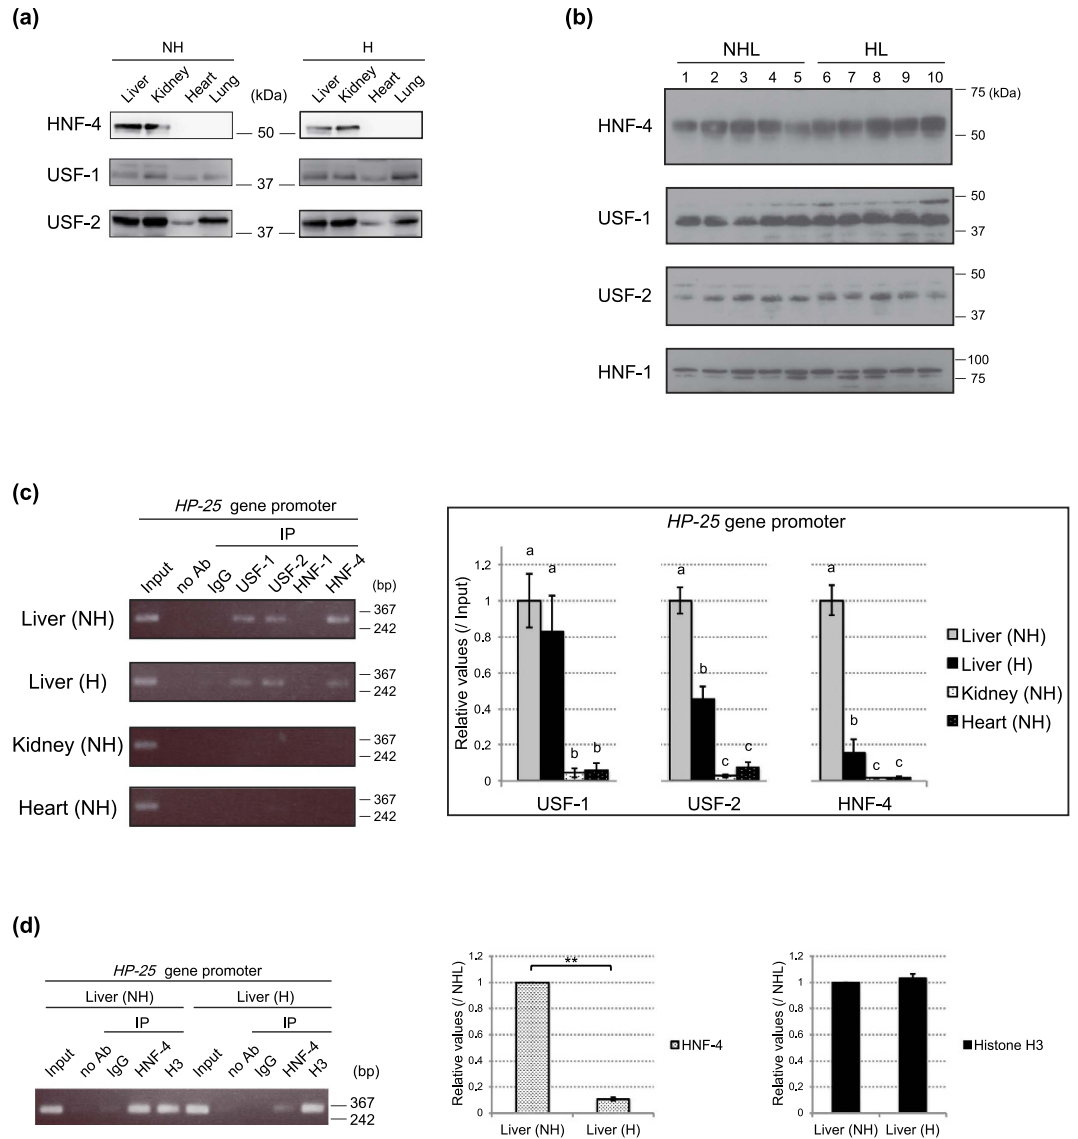 (a)
NH
H
Liver Kidney Heart Lung (kDa) Liver Kidney Heart Lung
HNF-4
— 50 —
USF-1
— 37 —
USF-2
— 37 —
(b)
NHL HL
1 2 3 4 5 6 7 8 9 10
HNF-4
75 (kDa)
50
USF-1
50
37
USF-2
50
37
HNF-1
100
75
(c)
HP-25 gene promoter
IP
Input no Ab IgG USF-1 USF-2 HNF-1 HNF-4 (bp)
Liver (NH)
367
242
Liver (H)
367
242
Kidney (NH)
367
242
Heart (NH)
367
242
HP-25 gene promoter
Relative values (/ Input)
1.2
1
0.8
0.6
0.4
0.2
0
a a b b
a b c c
a b c c
USF-1 USF-2 HNF-4
Liver (NH)
Liver (H)
Kidney (NH)
Heart (NH)
(d)
HP-25 gene promoter
Liver (NH) Liver (H)
IP IP
Input no Ab IgG HNF-4 H3 Input no Ab IgG HNF-4 H3 (bp)
367
242
Relative values (/ NHL)
1.2
1
0.8
0.6
0.4
0.2
0
**
Liver (NH) Liver (H)
HNF-4
Relative values (/ NHL)
1.2
1
0.8
0.6
0.4
0.2
0
Liver (NH) Liver (H)
Histone H3